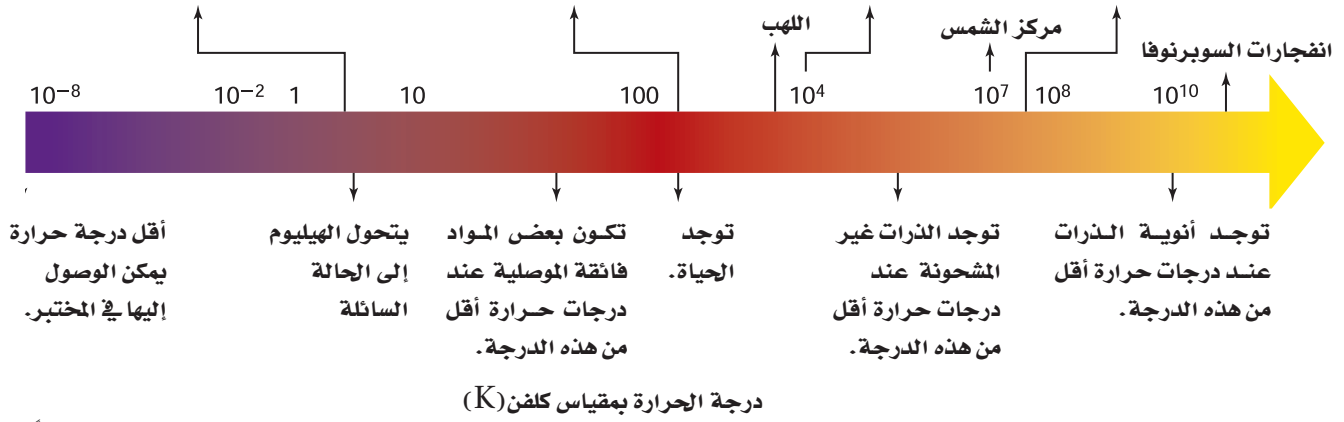 اللهب
مركز الشمس
انفجارات السوبرنوفا
10⁻⁸ 10⁻² 1 10 100 10⁴ 10⁷ 10⁸ 10¹⁰
أقل درجة حرارة
يمكن الوصول
إليها في المختبر.
يتحول الهيليوم
إلى الحالة
السائلة
تكون بعض المواد
فائقة الموصلية عند
درجات حرارة أقل
من هذه الدرجة.
توجد
الحياة.
توجد الذرات غير
المشحونة عند
درجات حرارة أقل
من هذه الدرجة.
توجد أنوية الذرات
عند درجات حرارة أقل
من هذه الدرجة.
درجة الحرارة بمقياس كلفن (K)